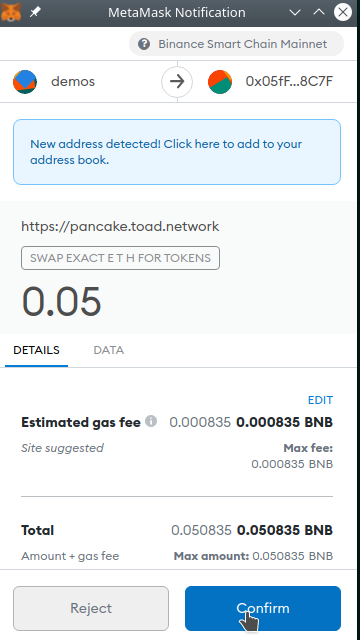 MetaMask Notification
Binance Smart Chain Mainnet
demos
0x05fF...8C7F
New address detected! Click here to add to your
address book.
https://pancake.toad.network
SWAP EXACT E T H FOR TOKENS
0.05
DETAILS
DATA
EDIT
Estimated gas fee 0.000835 0.000835 BNB
Site suggested Max fee:
0.000835 BNB
Total 0.050835 0.050835 BNB
Amount + gas fee Max amount: 0.050835 BNB
Reject
Confirm